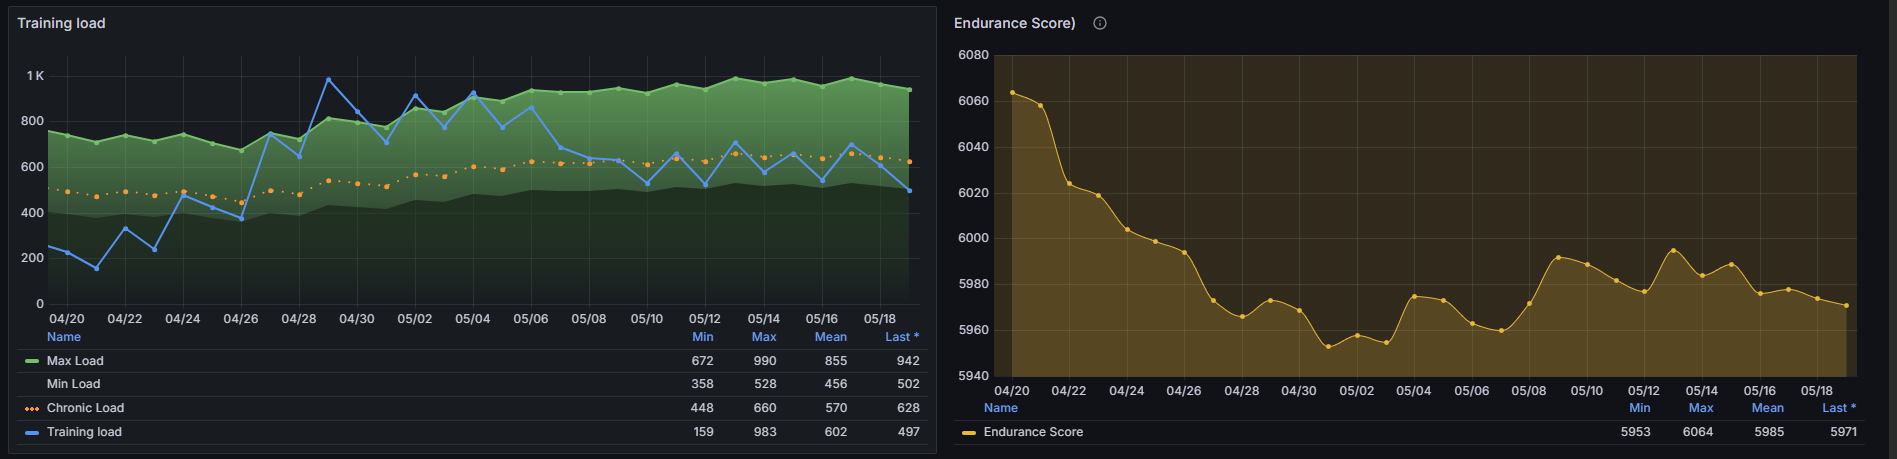 Training load
1 K
800
600
400
200
0
04/20 04/22 04/24 04/26 04/28 04/30 05/02 05/04 05/06 05/08 05/10 05/12 05/14 05/16 05/18
Name Min Max Mean Last *
Max Load 672 990 855 942
Min Load 358 528 456 502
Chronic Load 448 660 570 628
Training load 159 983 602 497
Endurance Score)
6080
6060
6040
6020
6000
5980
5960
5940
04/20 04/22 04/24 04/26 04/28 04/30 05/02 05/04 05/06 05/08 05/10 05/12 05/14 05/16 05/18
Name Min Max Mean Last *
Endurance Score 5953 6064 5985 5971